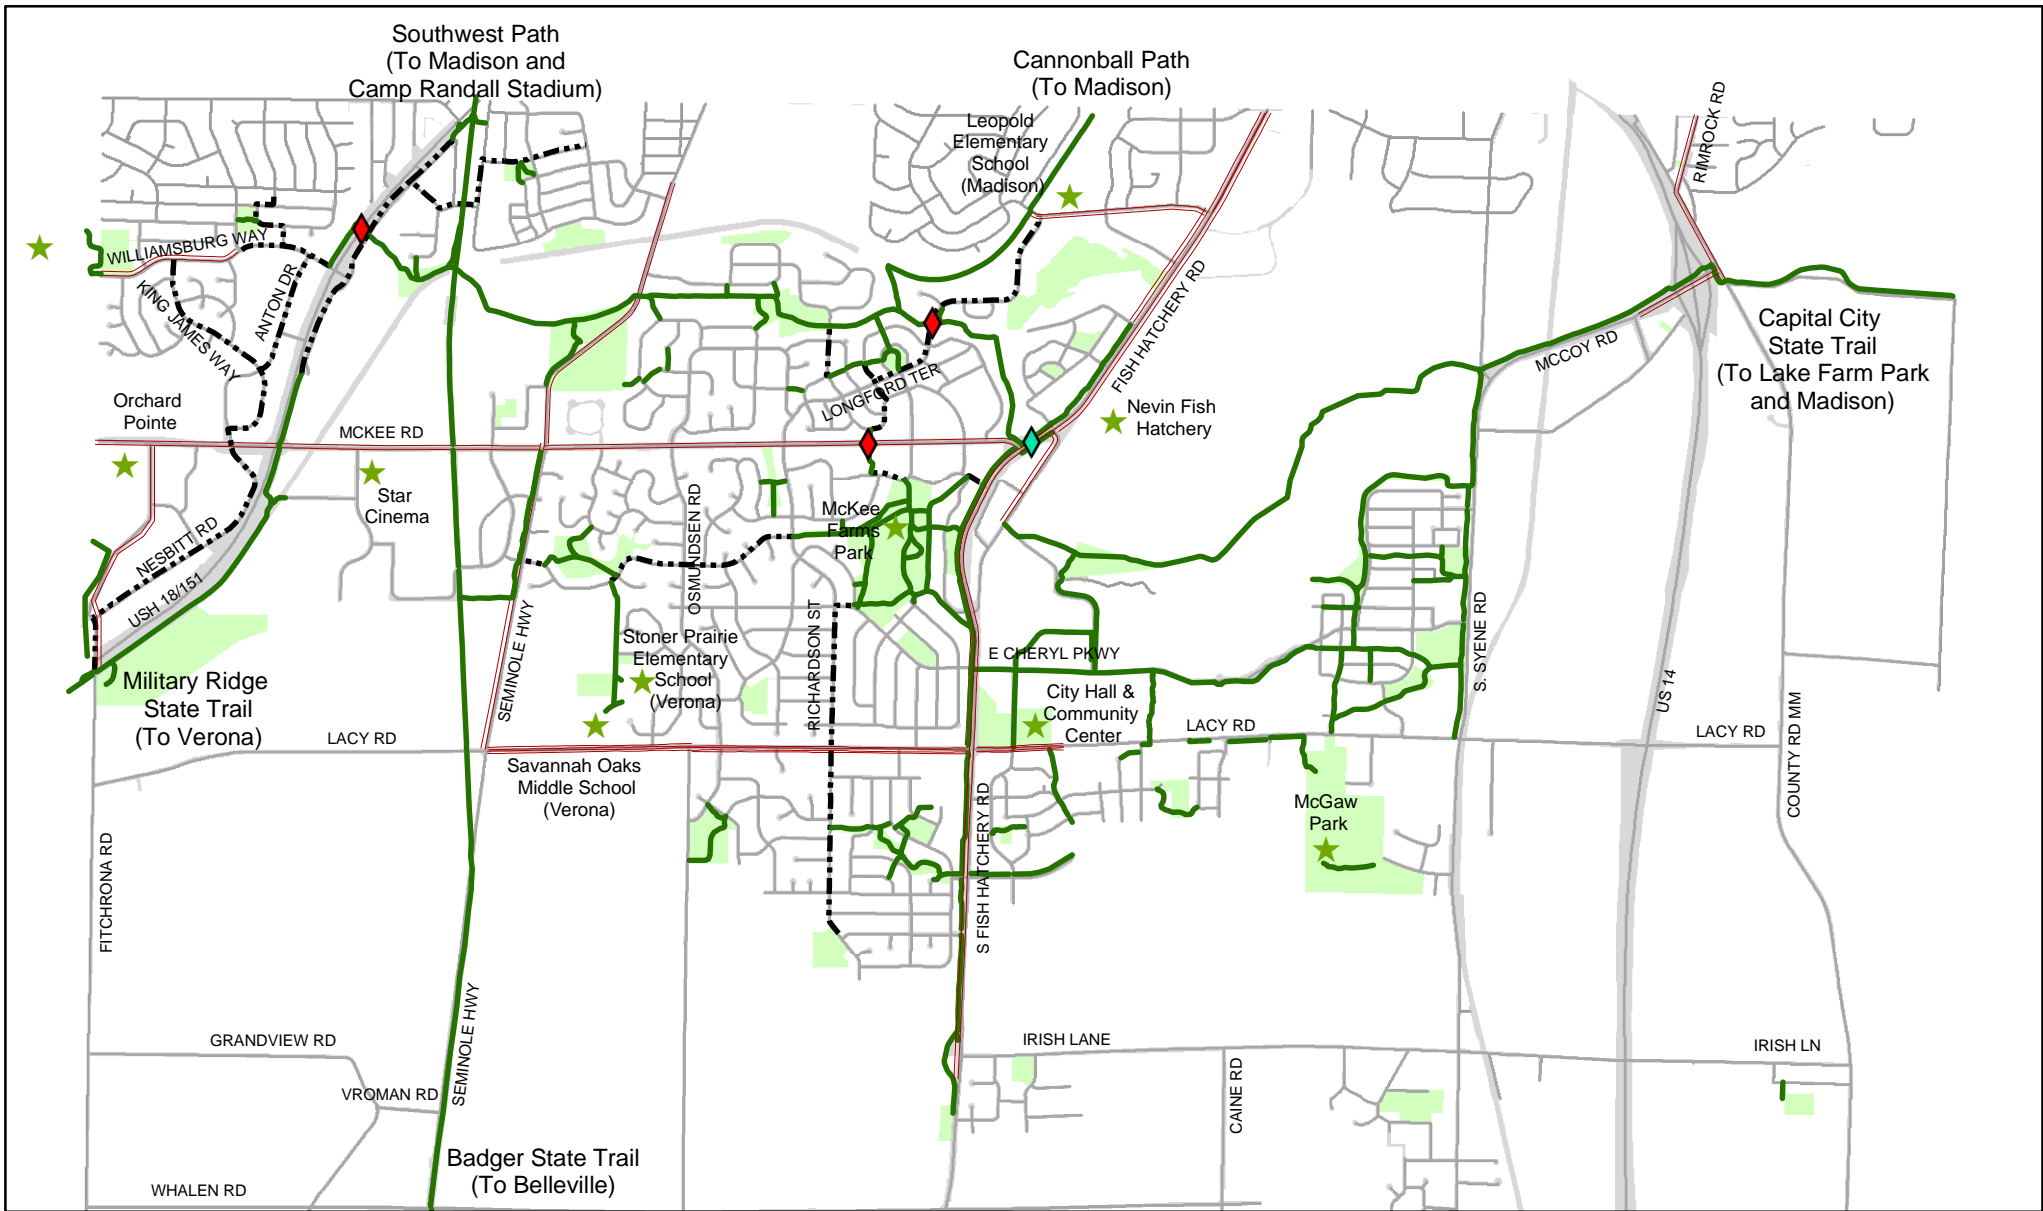 Southwest Path
(To Madison and
Camp Randall Stadium)
Cannonball Path
(To Madison)
Leopold
Elementary
School
(Madison)
RIMROCK RD
WILLIAMSBURG WAY
KING JAMES WAY
ANTON DR
FISH HATCHERY RD
Capital City
State Trail
(To Lake Farm Park
and Madison)
MCCOY RD
LONGFORD TER
Orchard
Pointe
MCKEE RD
Nevin Fish
Hatchery
Star
Cinema
NESBITT RD
USH 18/151
OSMUNDSEN RD
McKee
Farms
Park
SEMINOLE HWY
Stoner Prairie
Elementary
School
(Verona)
RICHARDSON ST
E CHERYL PKWY
S. SYENE RD
US 14
Military Ridge
State Trail
(To Verona)
City Hall &
Community
Center
LACY RD
LACY RD
LACY RD
COUNTY RD MM
Savannah Oaks
Middle School
(Verona)
McGaw
Park
FITCHRONA RD
S FISH HATCHERY RD
SEMINOLE HWY
GRANDVIEW RD
IRISH LANE
IRISH LN
VROMAN RD
CAINE RD
Badger State Trail
(To Belleville)
WHALEN RD